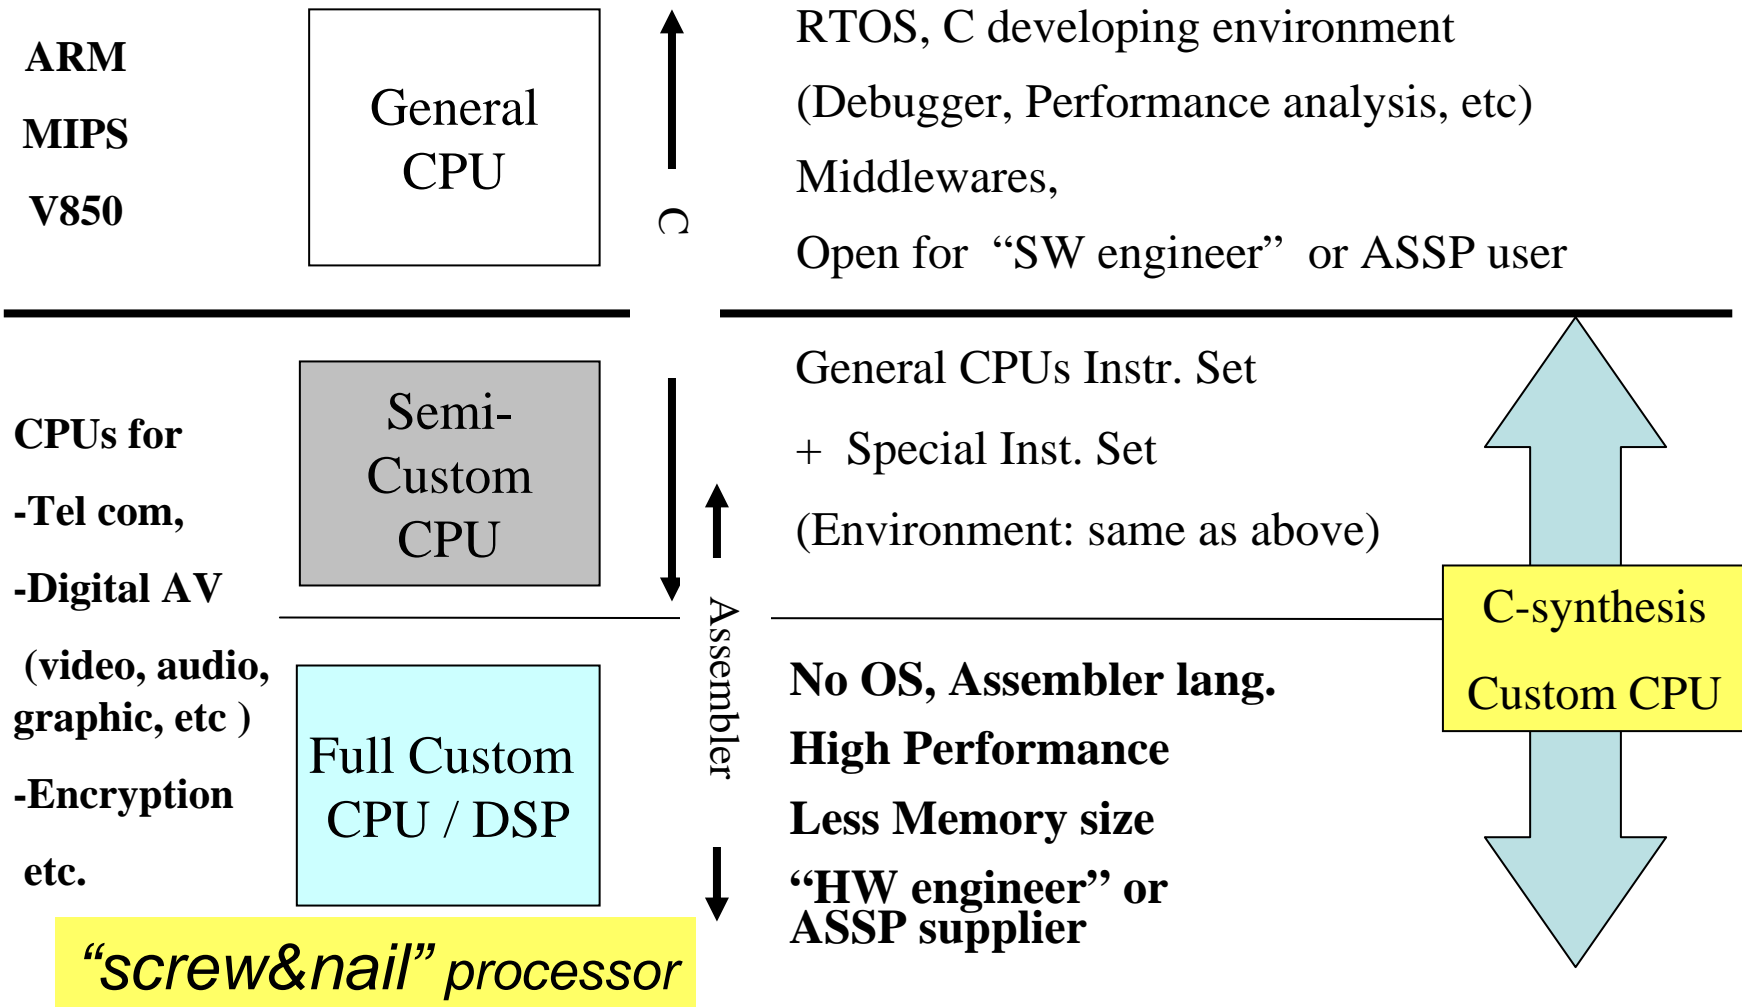 ARM
MIPS
V850
General
CPU
C
RTOS, C developing environment
(Debugger, Performance analysis, etc)
Middlewares,
Open for “SW engineer” or ASSP user
CPUs for
-Tel com,
-Digital AV
(video, audio,
graphic, etc )
-Encryption
etc.
Semi-
Custom
CPU
General CPUs Instr. Set
+ Special Inst. Set
(Environment: same as above)
Assembler
Full Custom
CPU / DSP
No OS, Assembler lang.
High Performance
Less Memory size
“HW engineer” or
ASSP supplier
C-synthesis
Custom CPU
“screw&nail” processor